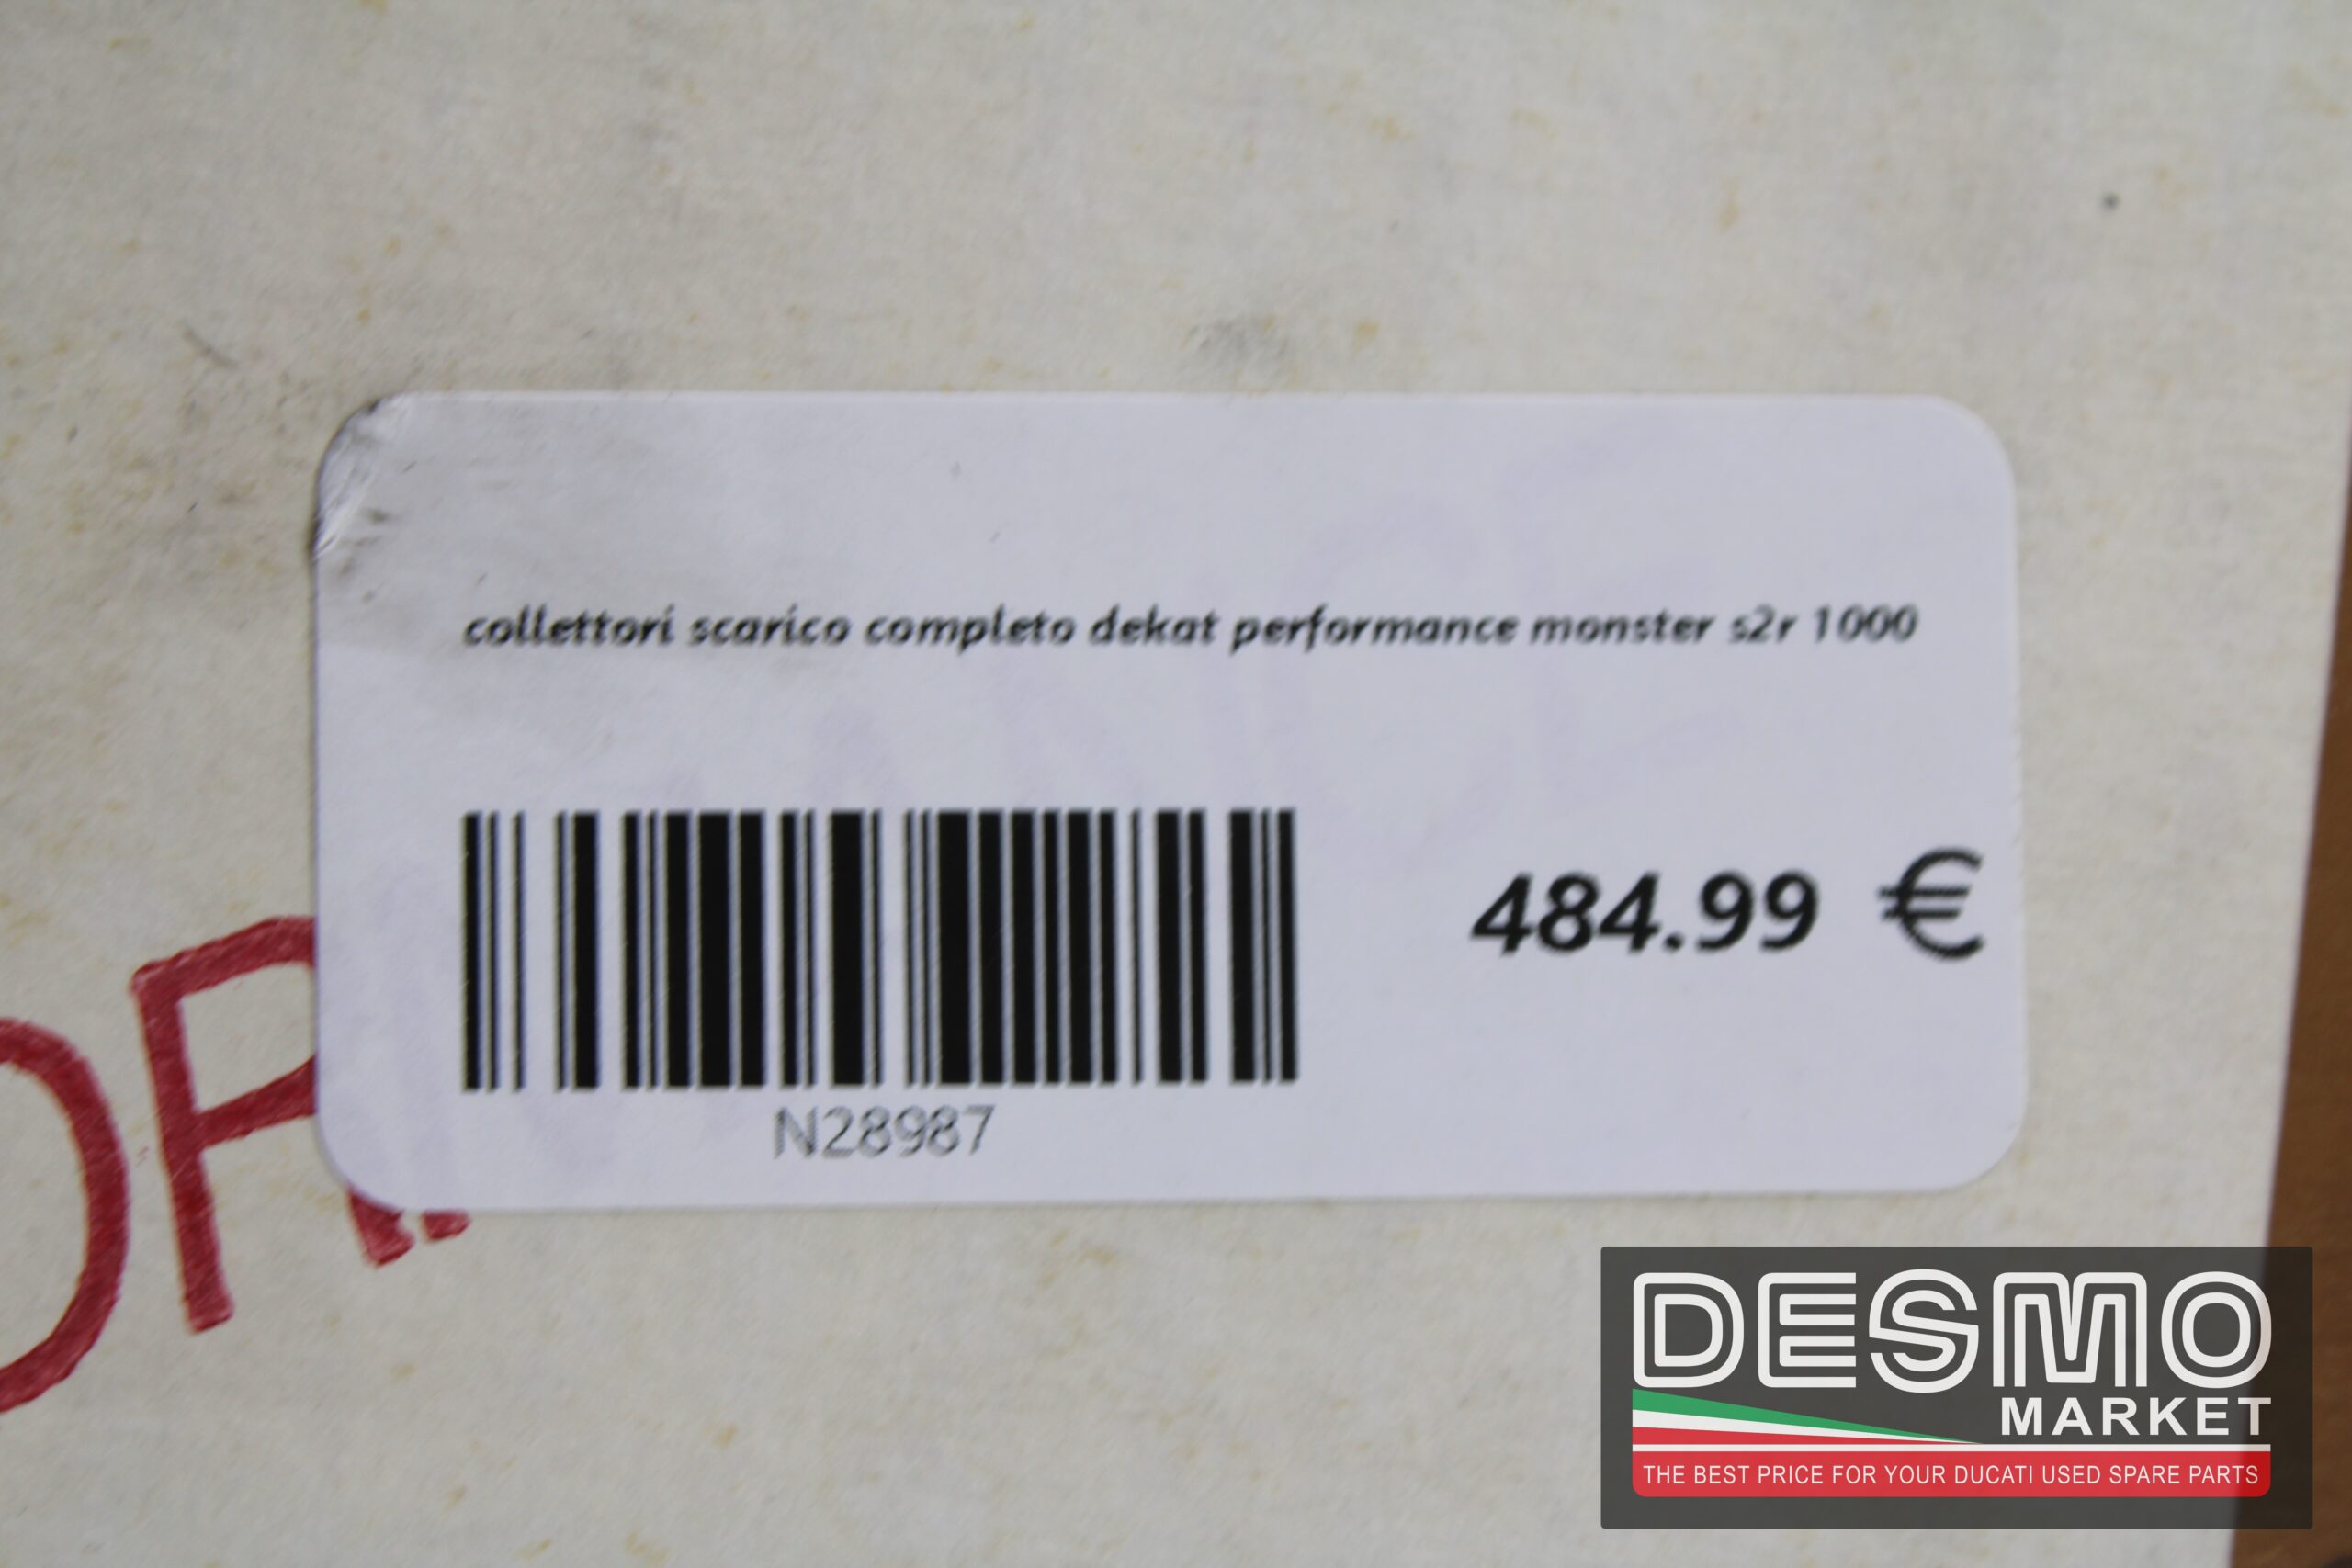 collettori scarico completo dekat performance monster s2r 1000
484.99 €
N28987
OR
DESMO
MARKET
THE BEST PRICE FOR YOUR DUCATI USED SPARE PARTS